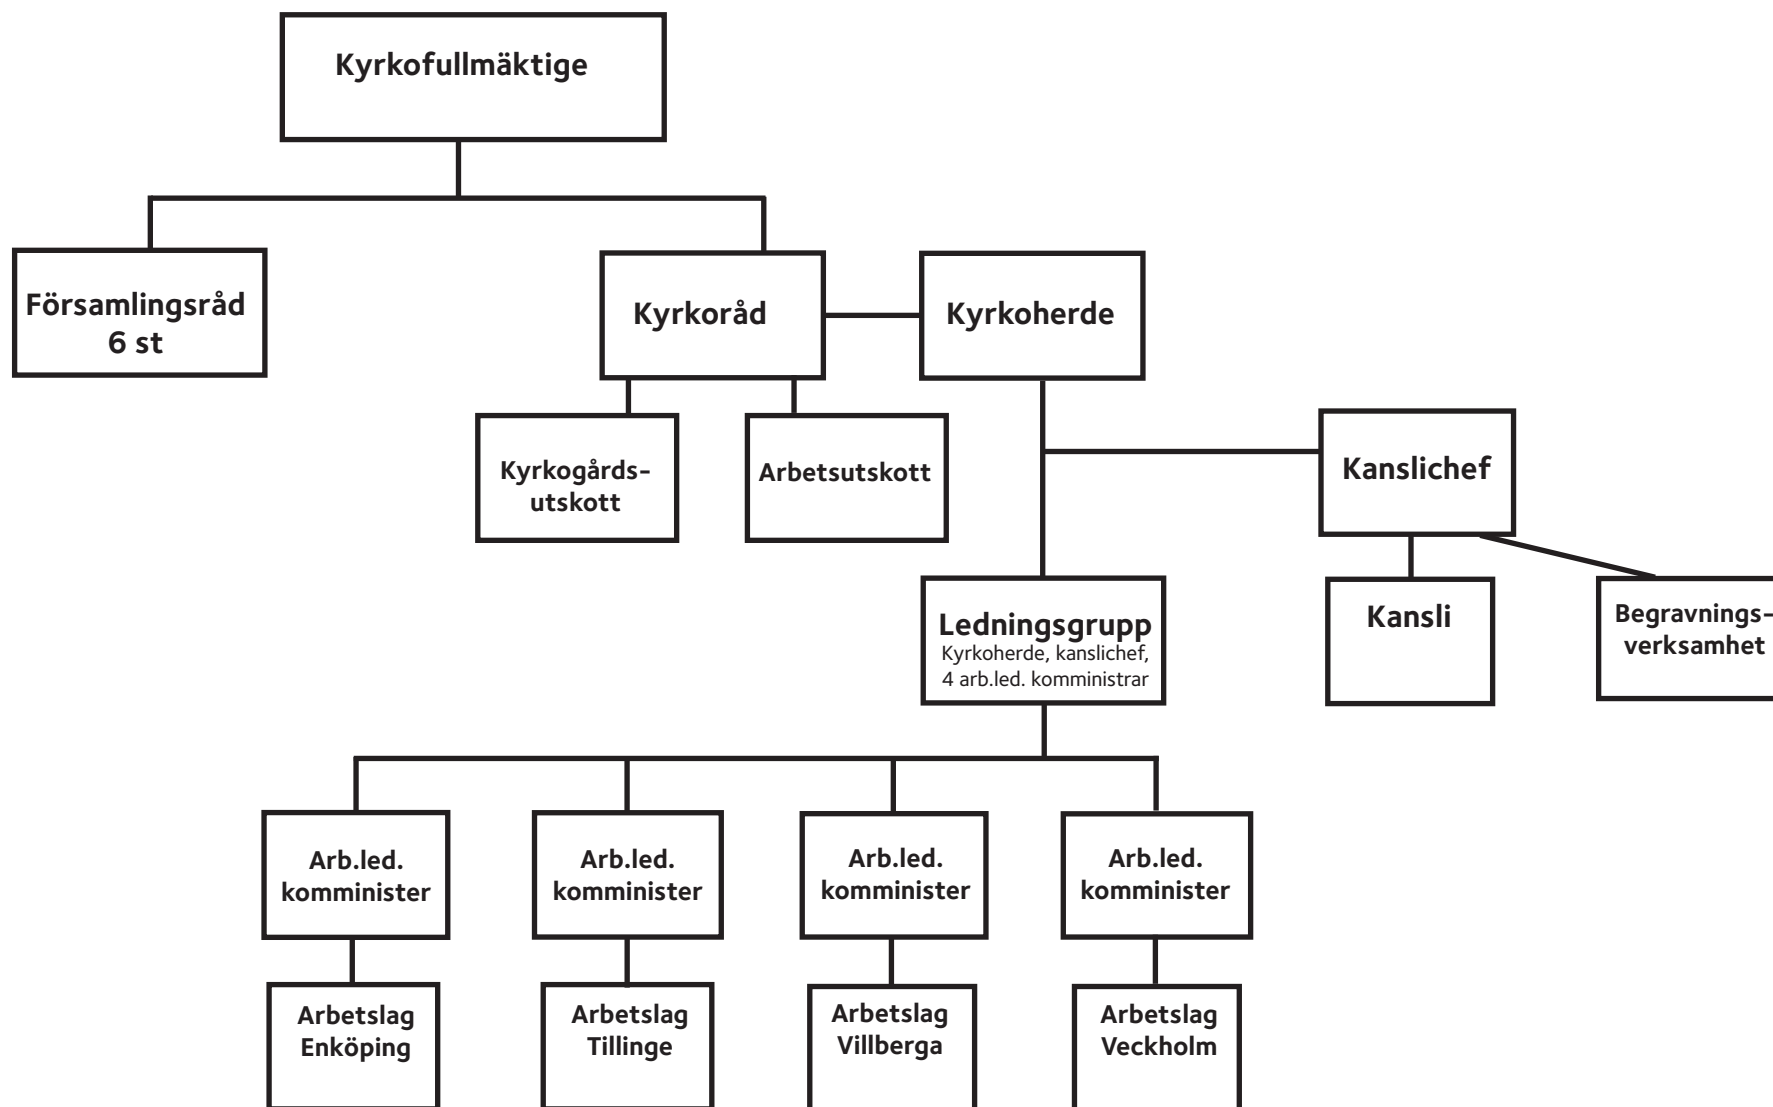 Kyrkofullmäktige
Församlingsråd
6 st
Kyrkoråd
Kyrkoherde
Kyrkogårds-
utskott
Arbetsutskott
Kanslichef
Ledningsgrupp
Kyrkoherde, kanslichef,
4 arb.led. komministrar
Kansli
Begravnings-
verksamhet
Arb.led.
komminister
Arb.led.
komminister
Arb.led.
komminister
Arb.led.
komminister
Arbetslag
Enköping
Arbetslag
Tillinge
Arbetslag
Villberga
Arbetslag
Veckholm